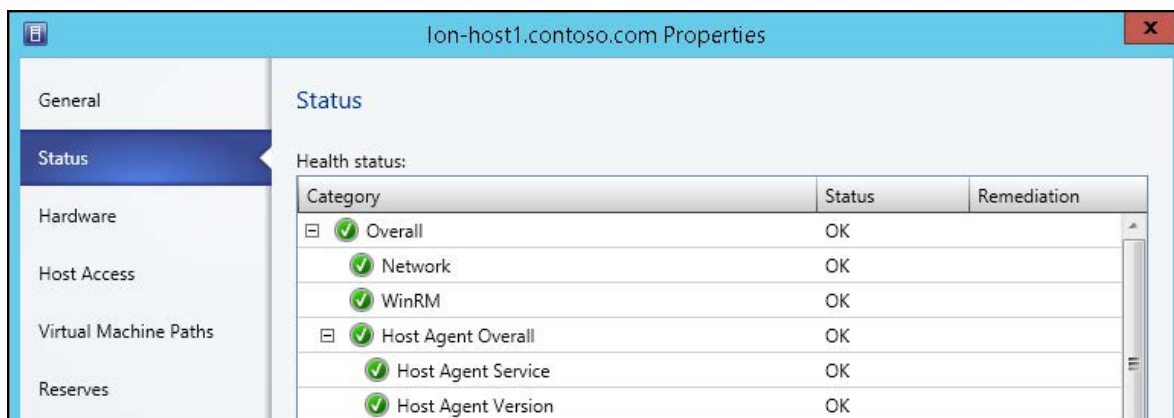 lon-host1.contoso.com Properties
x
General
Status
Hardware
Host Access
Virtual Machine Paths
Reserves
Status
Health status:
Category Status Remediation
Overall OK
Network OK
WinRM OK
Host Agent Overall OK
Host Agent Service OK
Host Agent Version OK